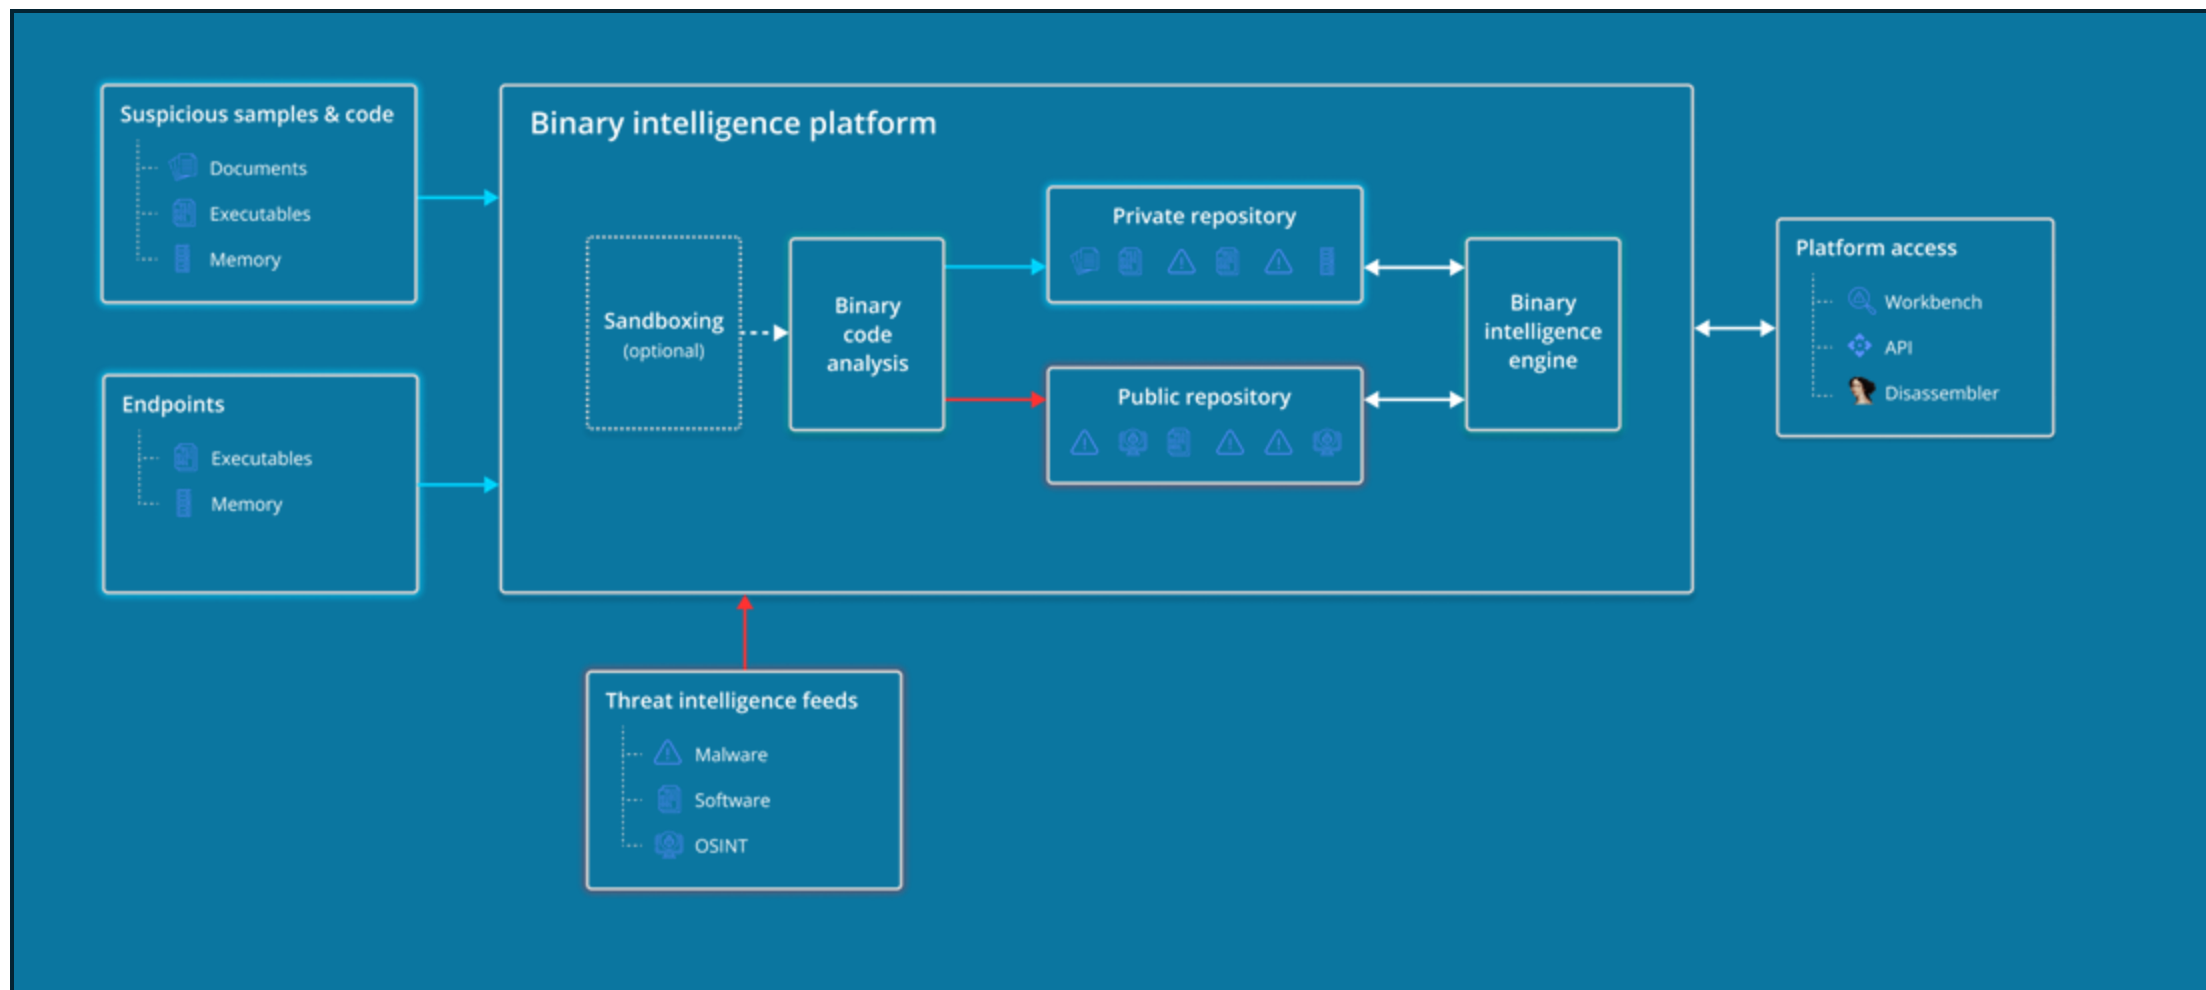 Suspicious samples & code
Documents
Executables
Memory
Endpoints
Executables
Memory
Binary intelligence platform
Sandboxing
(optional)
Binary
code
analysis
Private repository
Public repository
Binary
intelligence
engine
Platform access
Workbench
API
Disassembler
Threat intelligence feeds
Malware
Software
OSINT